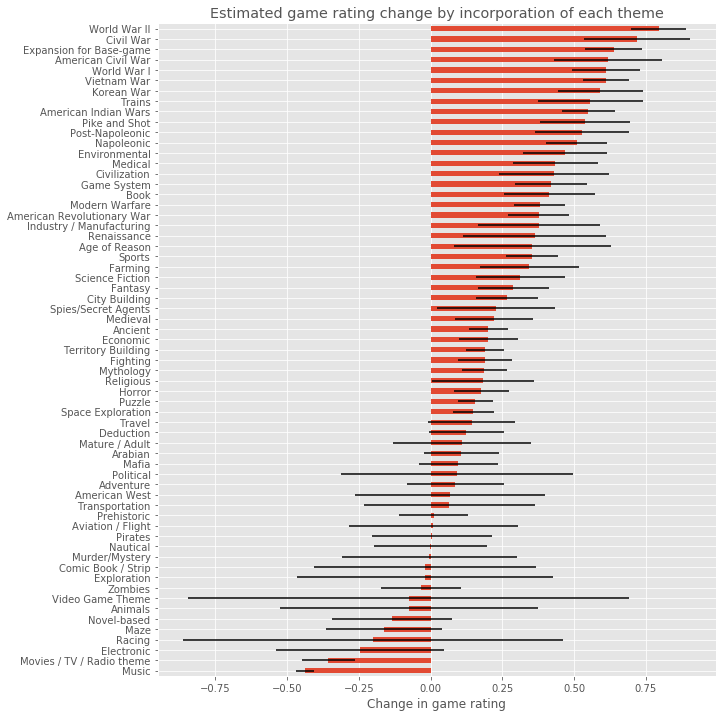 Estimated game rating change by incorporation of each theme
World War II
Civil War
Expansion for Base-game
American Civil War
World War I
Vietnam War
Korean War
Trains
American Indian Wars
Pike and Shot
Post-Napoleonic
Napoleonic
Environmental
Medical
Civilization
Game System
Book
Modern Warfare
American Revolutionary War
Industry / Manufacturing
Renaissance
Age of Reason
Sports
Farming
Science Fiction
Fantasy
City Building
Spies/Secret Agents
Medieval
Ancient
Economic
Territory Building
Fighting
Mythology
Religious
Horror
Puzzle
Space Exploration
Travel
Deduction
Mature / Adult
Arabian
Mafia
Political
Adventure
American West
Transportation
Prehistoric
Aviation / Flight
Pirates
Nautical
Murder/Mystery
Comic Book / Strip
Exploration
Zombies
Video Game Theme
Animals
Novel-based
Maze
Racing
Electronic
Movies / TV / Radio theme
Music
−0.75 −0.50 −0.25 0.00 0.25 0.50 0.75
Change in game rating